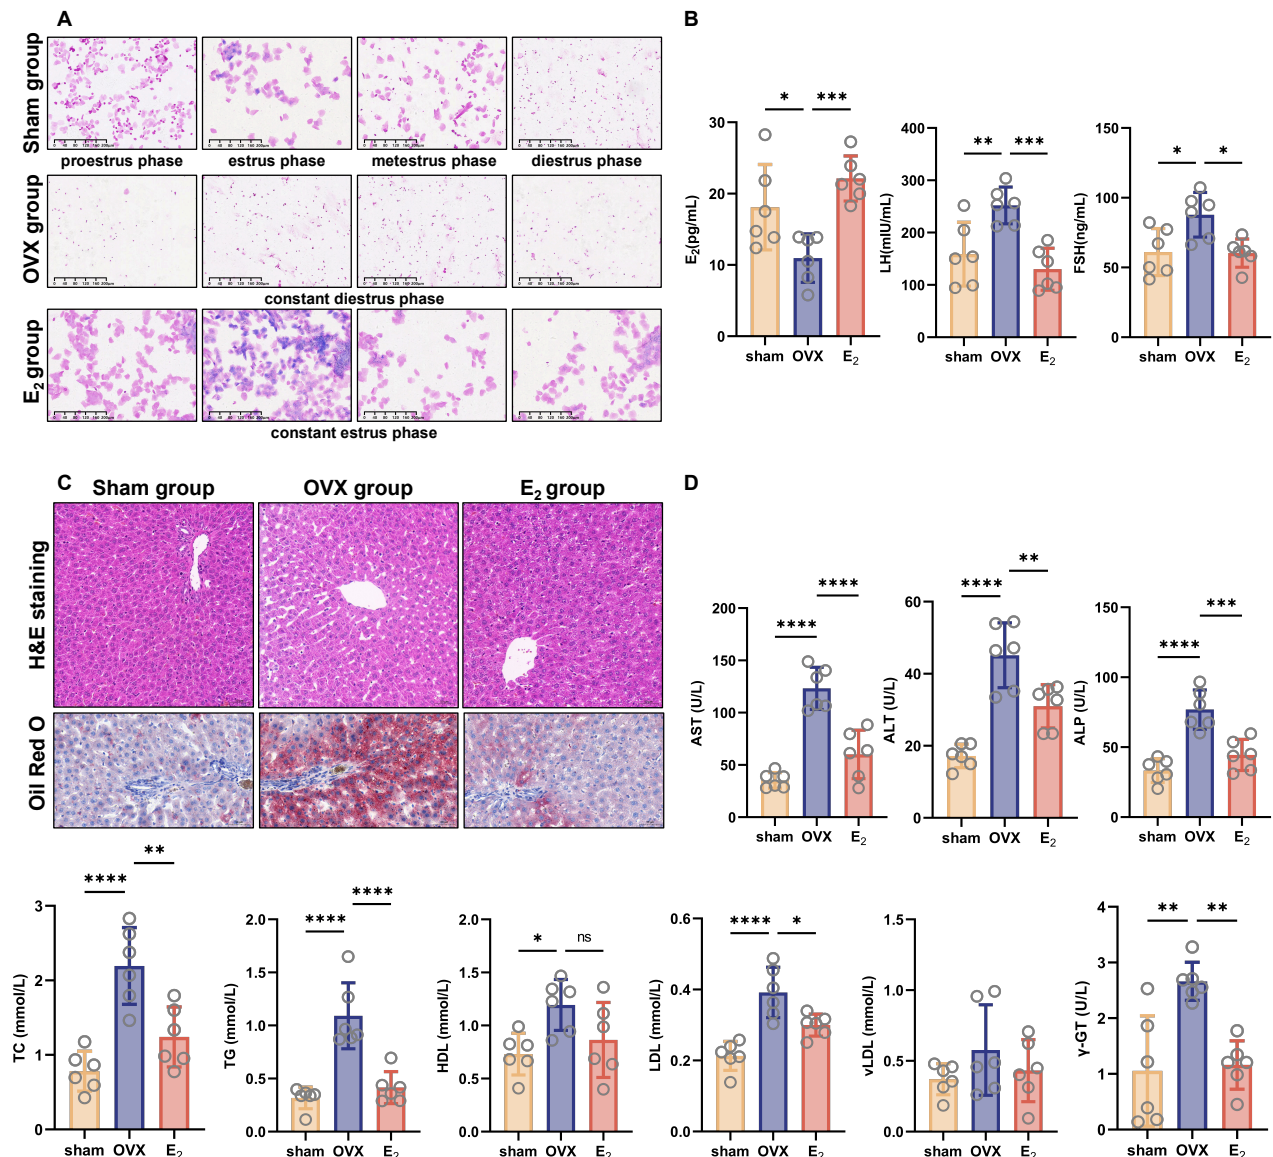 A
Sham group
proestrus phase
estrus phase
metestrus phase
diestrus phase
OVX group
constant diestrus phase
E2 group
constant estrus phase
B
* ***
E2(pg/mL)
30
20
10
0
sham OVX E2
** ***
LH(mIU/mL)
400
300
200
100
0
sham OVX E2
* *
FSH(ng/mL)
150
100
50
0
sham OVX E2
C
Sham group
OVX group
E2 group
H&E staining
Oil Red O
D
**** ****
AST (U/L)
200
150
100
50
0
sham OVX E2
**** **
ALT (U/L)
60
40
20
0
sham OVX E2
**** ***
ALP (U/L)
150
100
50
0
sham OVX E2
**** **
TC (mmol/L)
3
2
1
0
sham OVX E2
**** ****
TG (mmol/L)
2.0
1.5
1.0
0.5
0.0
sham OVX E2
* ns
HDL (mmol/L)
2.0
1.5
1.0
0.5
0.0
sham OVX E2
**** *
LDL (mmol/L)
0.6
0.4
0.2
0.0
sham OVX E2
vLDL (mmol/L)
1.5
1.0
0.5
0.0
sham OVX E2
** **
γ-GT (U/L)
4
3
2
1
0
sham OVX E2